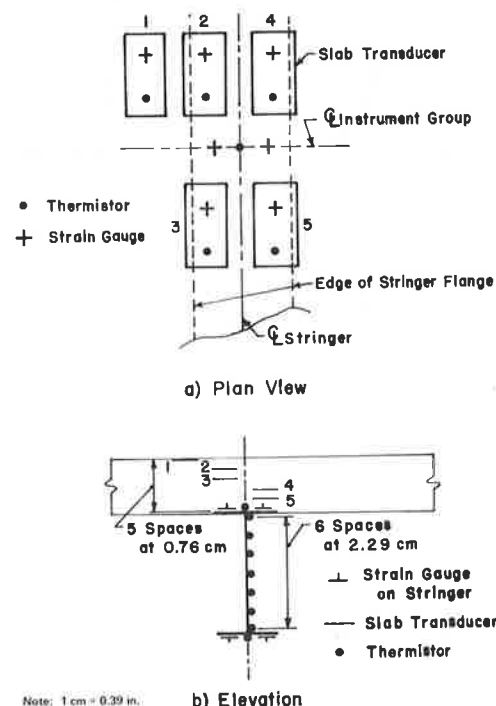 1
2
4
Slab Transducer
℄ Instrument Group
• Thermistor
+ Strain Gauge
3
5
Edge of Stringer Flange
℄ Stringer
a) Plan View
1
2
3
4
5
5 Spaces
at 0.76 cm
6 Spaces
at 2.29 cm
Strain Gauge
on Stringer
Slab Transducer
Thermistor
Note: 1 cm = 0.39 in.
b) Elevation